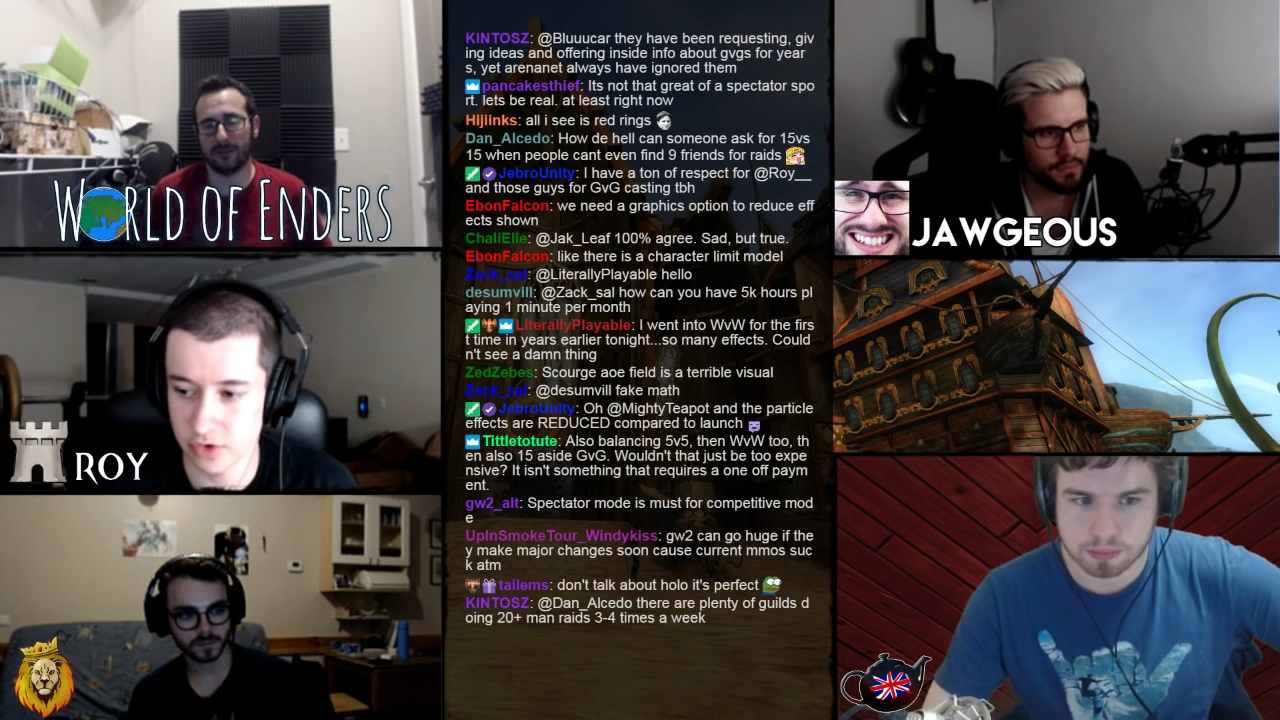 WORLD OF ENDERS
ROY
KINTOSZ: @Bluuucar they have been requesting, giv
ing ideas and offering inside info about gvgs for year
s, yet arenanet always have ignored them
pancakesthief: Its not that great of a spectator spo
rt. lets be real. at least right now
Hijiinks: all i see is red rings
Dan_Alcedo: How de hell can someone ask for 15vs
15 when people cant even find 9 friends for raids
JebroUnity: I have a ton of respect for @Roy__
and those guys for GvG casting tbh
EbonFalcon: we need a graphics option to reduce eff
ects shown
ChaliElle: @Jak_Leaf 100% agree. Sad, but true.
EbonFalcon: like there is a character limit model
Zack_sal: @LiterallyPlayable hello
desumvill: @Zack_sal how can you have 5k hours pl
aying 1 minute per month
LiterallyPlayable: I went into WvW for the firs
t time in years earlier tonight...so many effects. Could
n't see a damn thing
ZedZebes: Scourge aoe field is a terrible visual
Zack_sal: @desumvill fake math
JebroUnity: Oh @MightyTeapot and the particle
effects are REDUCED compared to launch
Tittletotute: Also balancing 5v5, then WvW too, th
en also 15 aside GvG. Wouldn't that just be too expe
nsive? It isn't something that requires a one off paym
ent.
gw2_alt: Spectator mode is must for competitive mod
e
UpInSmokeTour_Windykiss: gw2 can go huge if the
y make major changes soon cause current mmos suc
k atm
tailems: don't talk about holo it's perfect
KINTOSZ: @Dan_Alcedo there are plenty of guilds d
oing 20+ man raids 3-4 times a week
JAWGEOUS